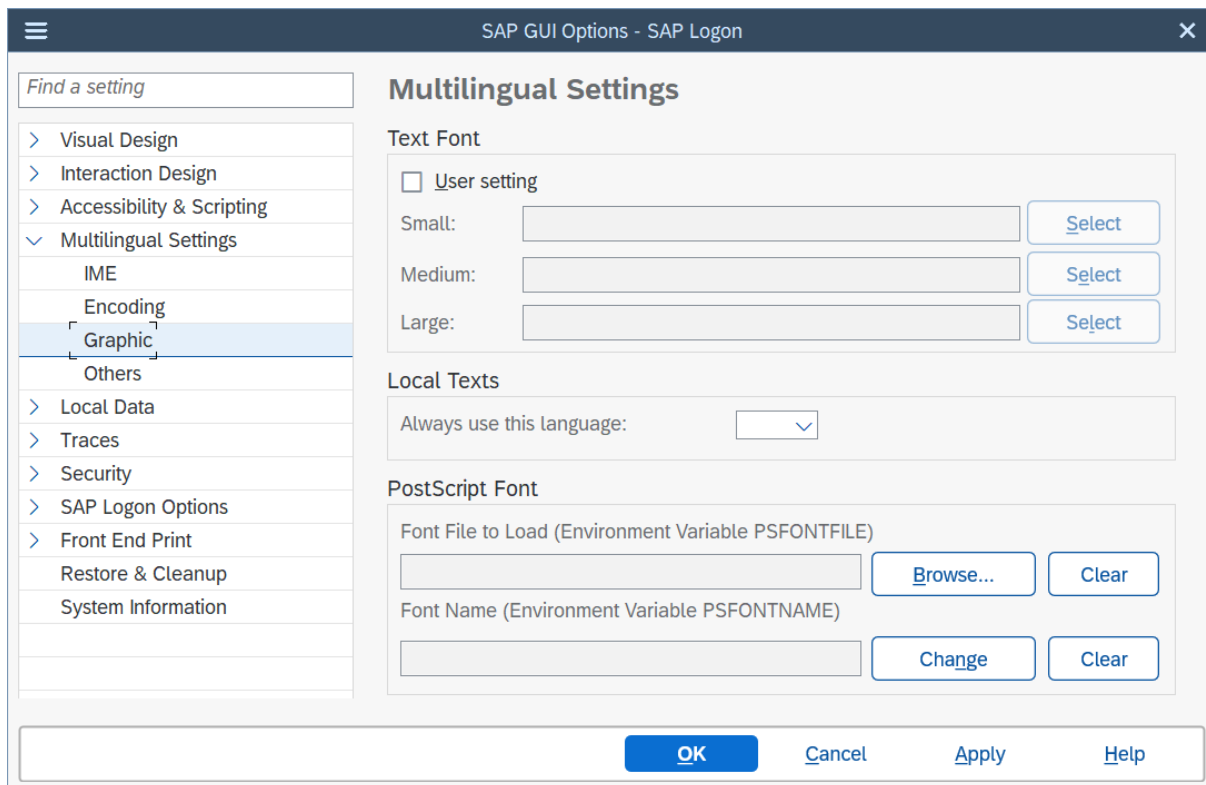 SAP GUI Options - SAP Logon
Find a setting
Visual Design
Interaction Design
Accessibility & Scripting
Multilingual Settings
IME
Encoding
Graphic
Others
Local Data
Traces
Security
SAP Logon Options
Front End Print
Restore & Cleanup
System Information
Multilingual Settings
Text Font
User setting
Small: Select
Medium: Select
Large: Select
Local Texts
Always use this language:
PostScript Font
Font File to Load (Environment Variable PSFONTFILE)
Browse... Clear
Font Name (Environment Variable PSFONTNAME)
Change Clear
OK Cancel Apply Help